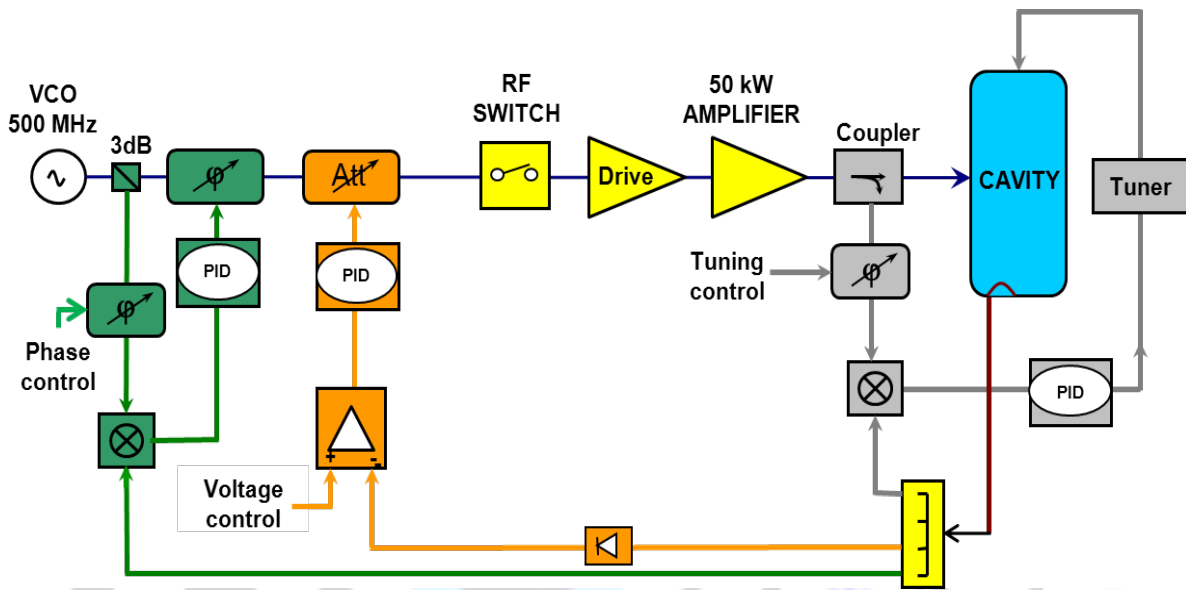 VCO
500 MHz
3dB
φ
Att
RF
SWITCH
Drive
50 kW
AMPLIFIER
Coupler
CAVITY
Tuner
PID
PID
φ
Phase
control
Tuning
control
φ
PID
+
-
Voltage
control